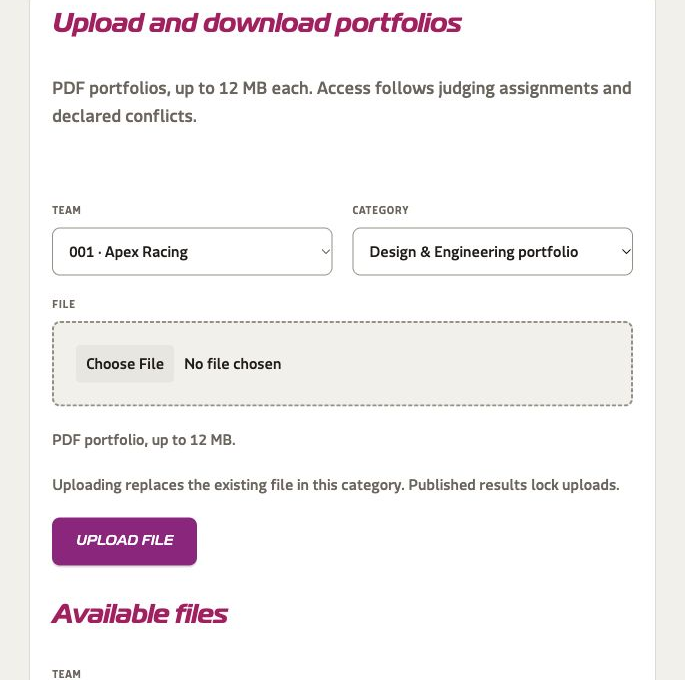 Upload and download portfolios
PDF portfolios, up to 12 MB each. Access follows judging assignments and
declared conflicts.
TEAM
CATEGORY
001 · Apex Racing
Design & Engineering portfolio
FILE
Choose File No file chosen
PDF portfolio, up to 12 MB.
Uploading replaces the existing file in this category. Published results lock uploads.
UPLOAD FILE
Available files
TEAM